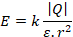 E = k |Q| / ε.r²